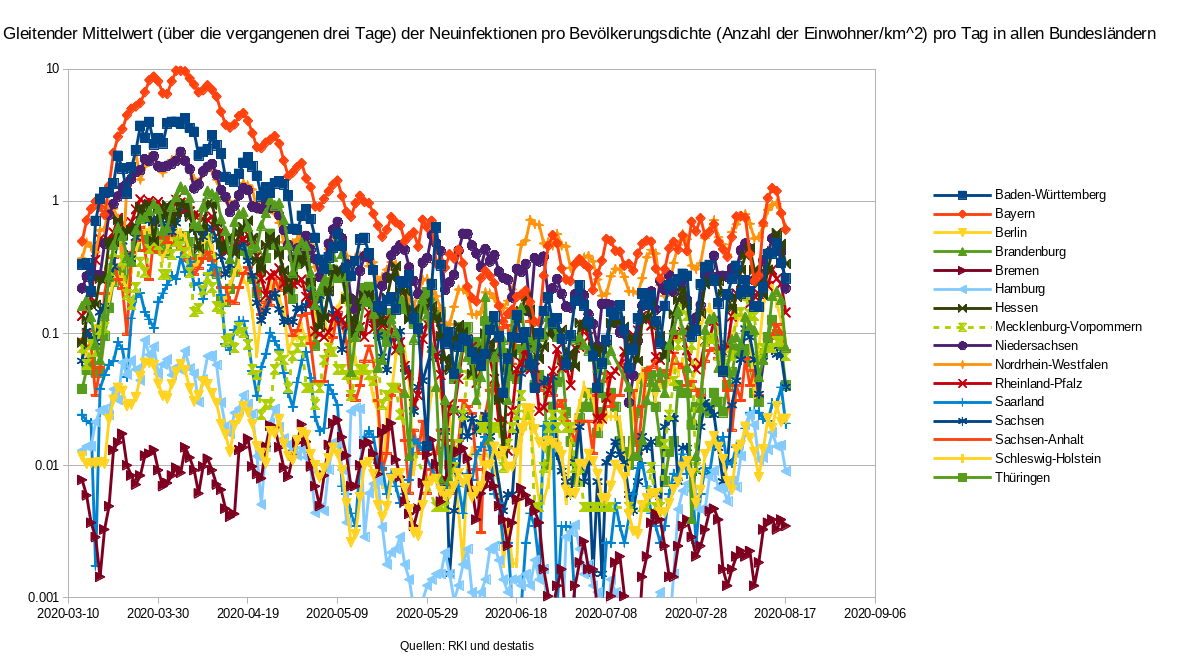 Gleitender Mittelwert (über die vergangenen drei Tage) der Neuinfektionen pro Bevölkerungsdichte (Anzahl der Einwohner/km^2) pro Tag in allen Bundesländern
10
1
0.1
0.01
0.001
2020-03-10 2020-03-30 2020-04-19 2020-05-09 2020-05-29 2020-06-18 2020-07-08 2020-07-28 2020-08-17 2020-09-06
Quellen: RKI und destatis
Baden-Württemberg
Bayern
Berlin
Brandenburg
Bremen
Hamburg
Hessen
Mecklenburg-Vorpommern
Niedersachsen
Nordrhein-Westfalen
Rheinland-Pfalz
Saarland
Sachsen
Sachsen-Anhalt
Schleswig-Holstein
Thüringen